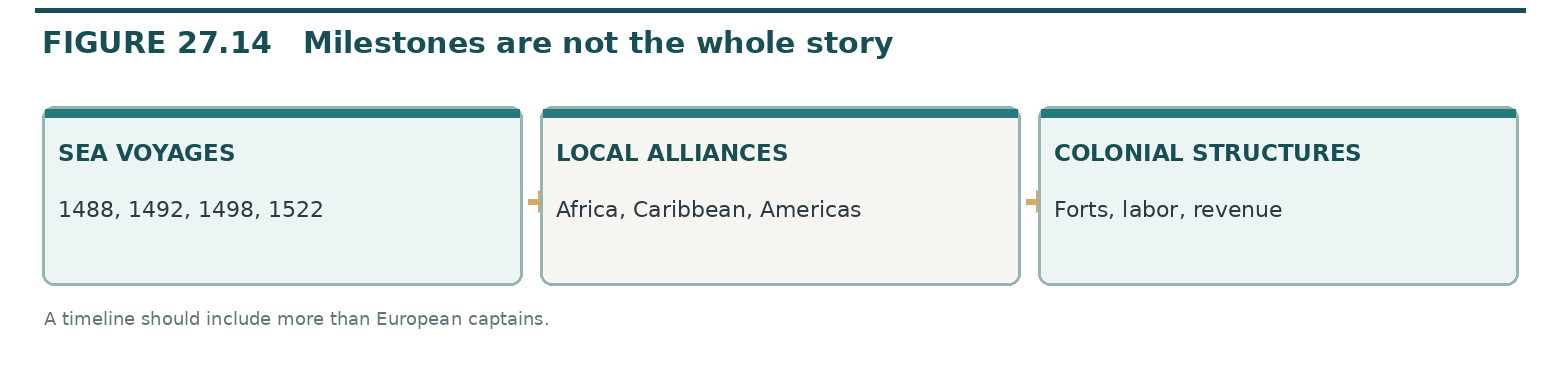 FIGURE 27.14 Milestones are not the whole story
SEA VOYAGES
1488, 1492, 1498, 1522
LOCAL ALLIANCES
Africa, Caribbean, Americas
COLONIAL STRUCTURES
Forts, labor, revenue
A timeline should include more than European captains.